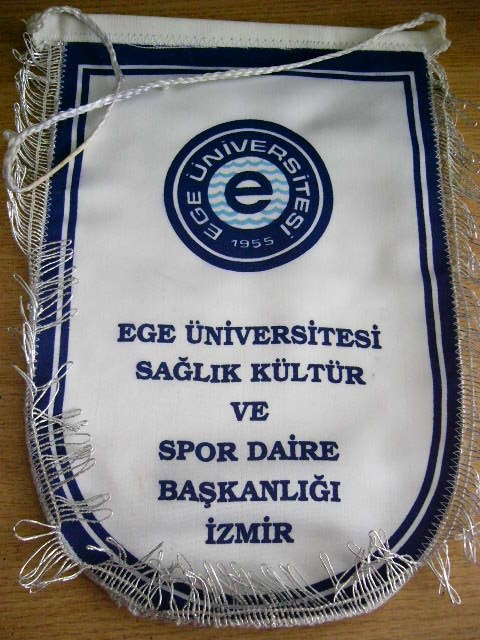 EGE ÜNİVERSİTESİ
e
1955
EGE ÜNİVERSİTESİ
SAĞLIK KÜLTÜR
VE
SPOR DAİRE
BAŞKANLIĞI
İZMİR